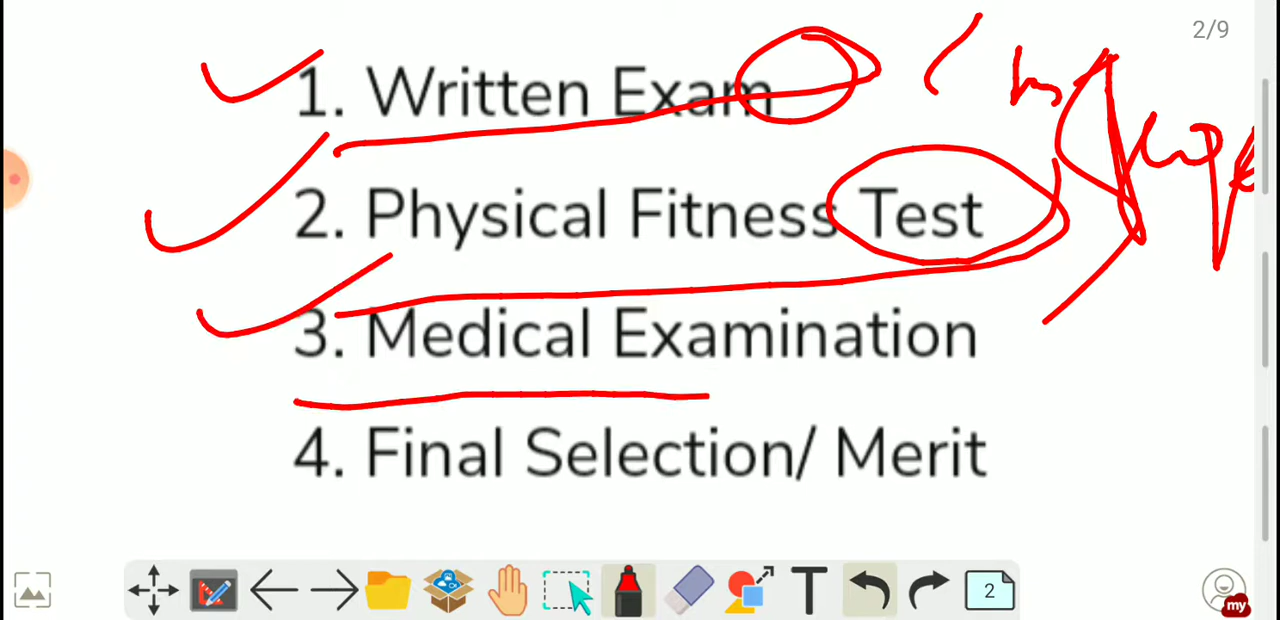 2/9
1. Written Exam
2. Physical Fitness Test
3. Medical Examination
4. Final Selection/ Merit
T
2
my